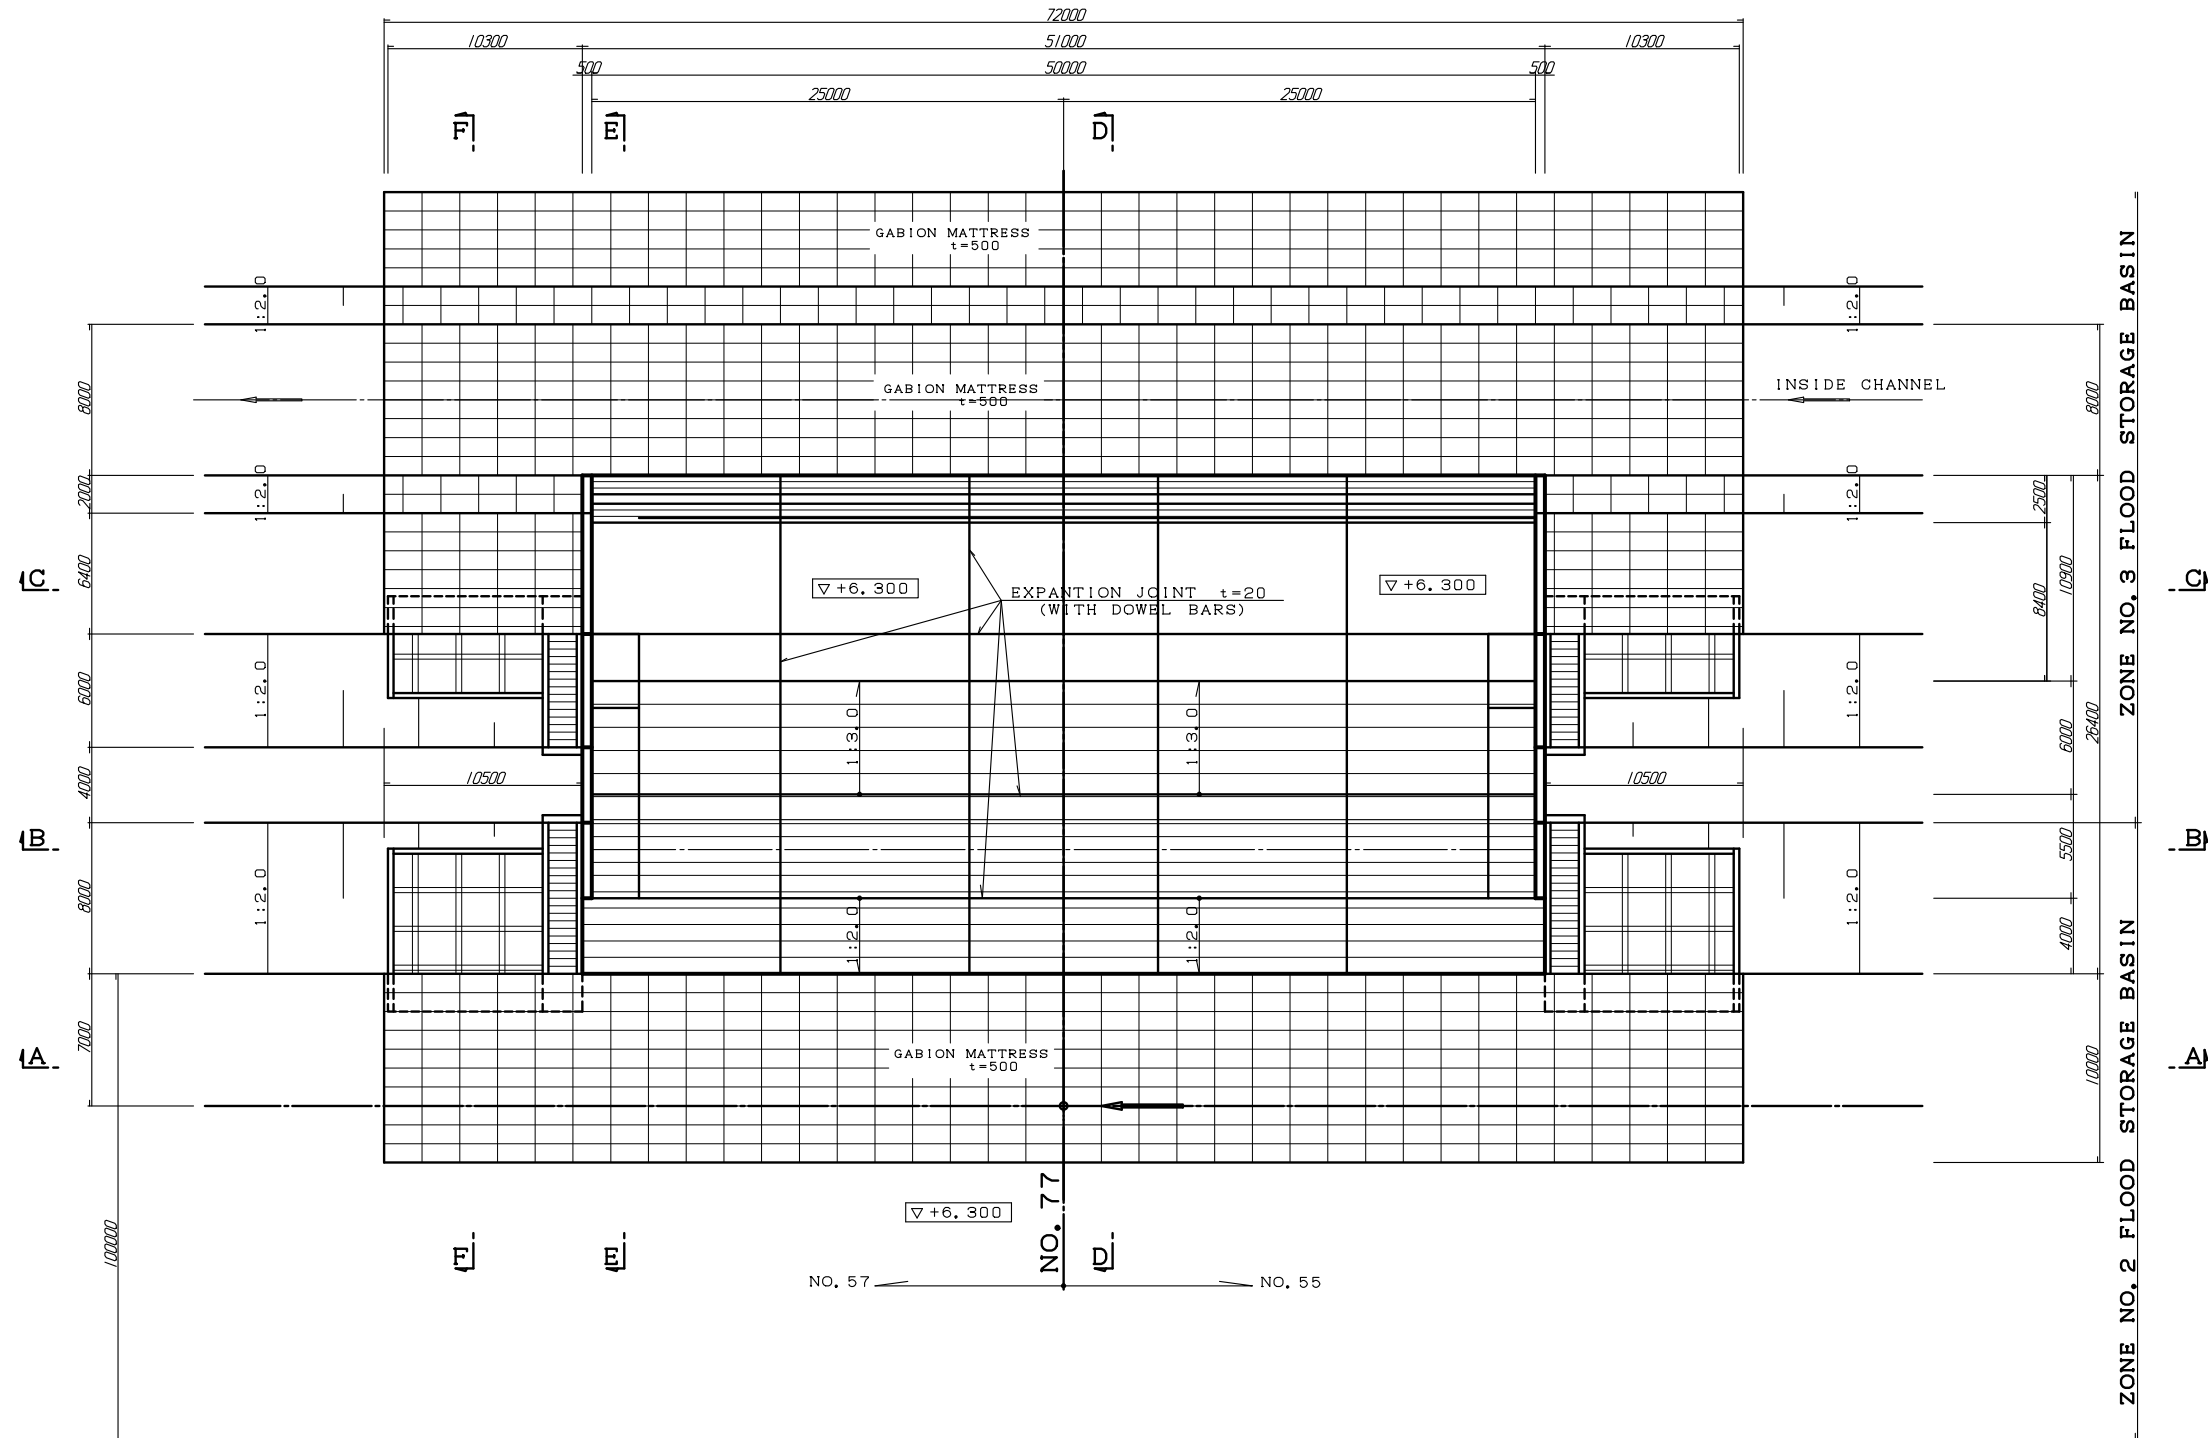 72000
10300
51000
10300
500
50000
500
25000
25000
F
E
D
GABION MATTRESS
t=500
1:2.0
1:2.0
GABION MATTRESS
t=500
INSIDE CHANNEL
8000
8000
1:2.0
1:2.0
2000
2500
C
6400
▽+6.300
▽+6.300
EXPANTION JOINT t=20
(WITH DOWEL BARS)
10900
8400
C
6000
1:2.0
1:3.0
1:3.0
1:2.0
6000
26400
4000
10500
10500
B
5500
B
8000
1:2.0
1:2.0
1:2.0
1:2.0
4000
7000
A
GABION MATTRESS
t=500
10000
A
ZONE NO. 3 FLOOD STORAGE BASIN
ZONE NO. 2 FLOOD STORAGE BASIN
100000
▽+6.300
NO. 77
F
E
D
NO. 57
NO. 55